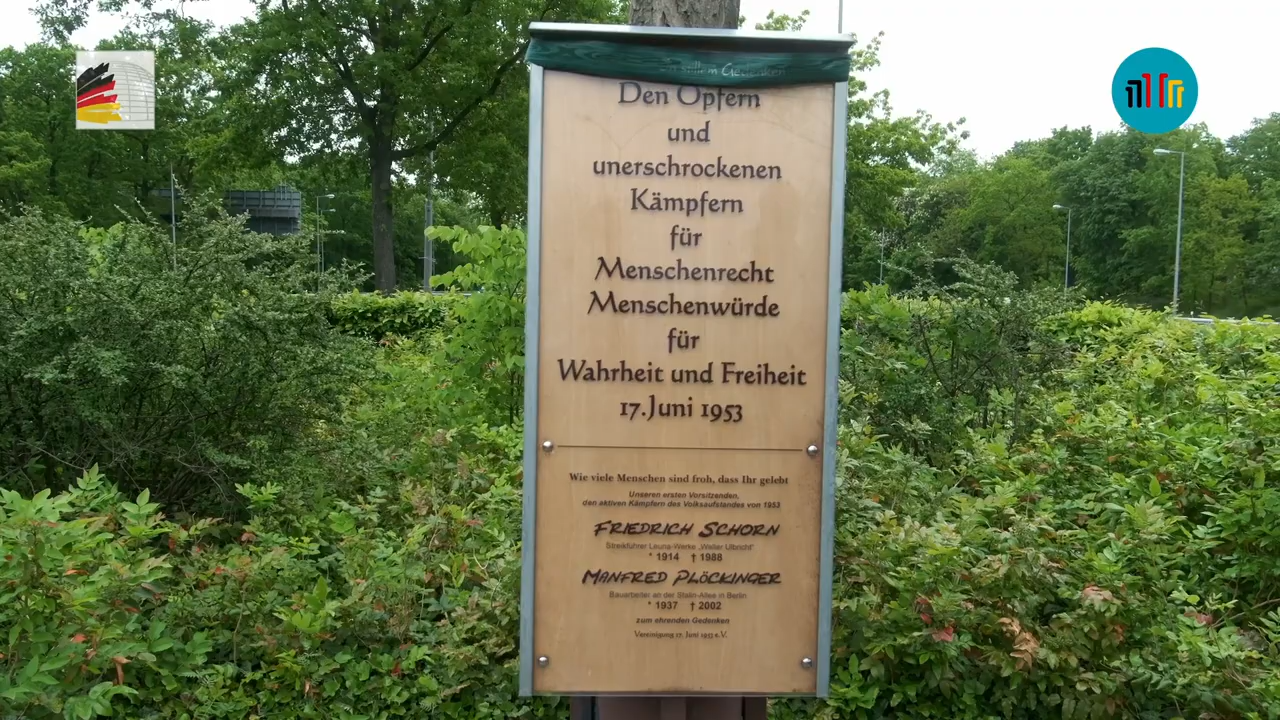 stillem Gedenken
Den Opfern
und
unerschrockenen
Kämpfern
für
Menschenrecht
Menschenwürde
für
Wahrheit und Freiheit
17.Juni 1953
Wie viele Menschen sind froh, dass Ihr gelebt
Unseren ersten Vorsitzenden,
den aktiven Kämpfern des Volksaufstandes von 1953
FRIEDRICH SCHORN
Streikführer Leuna-Werke „Walter Ulbricht"
* 1914 † 1988
MANFRED PLÖCKINGER
Bauarbeiter an der Stalin-Allee in Berlin
* 1937 † 2002
zum ehrenden Gedenken
Vereinigung 17. Juni 1953 e.V.